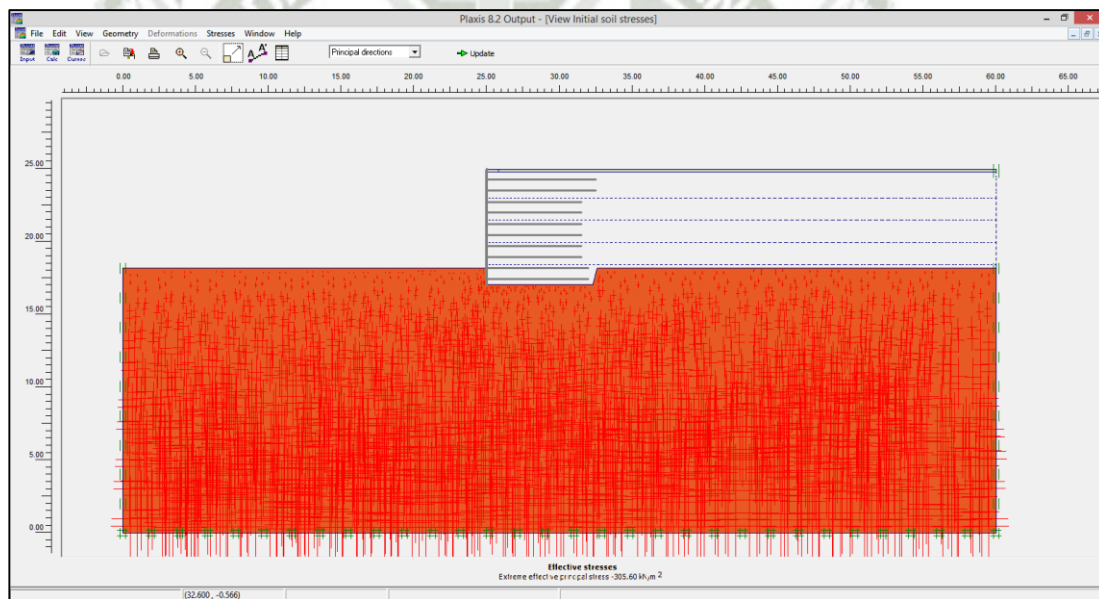 Plaxis 8.2 Output - [View Initial soil stresses]
File Edit View Geometry Deformations Stresses Window Help
Input Calc Curves Principal directions Update
0.00 5.00 10.00 15.00 20.00 25.00 30.00 35.00 40.00 45.00 50.00 55.00 60.00 65.00
25.00
20.00
15.00
10.00
5.00
0.00
Effective stresses
Extreme effective principal stress -305.60 kN/m 2
(32.600 , -0.566)